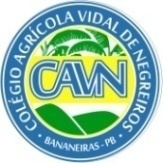 COLÉGIO AGRÍCOLA VIDAL DE NEGREIROS
CAVN
• BANANEIRAS - PB •